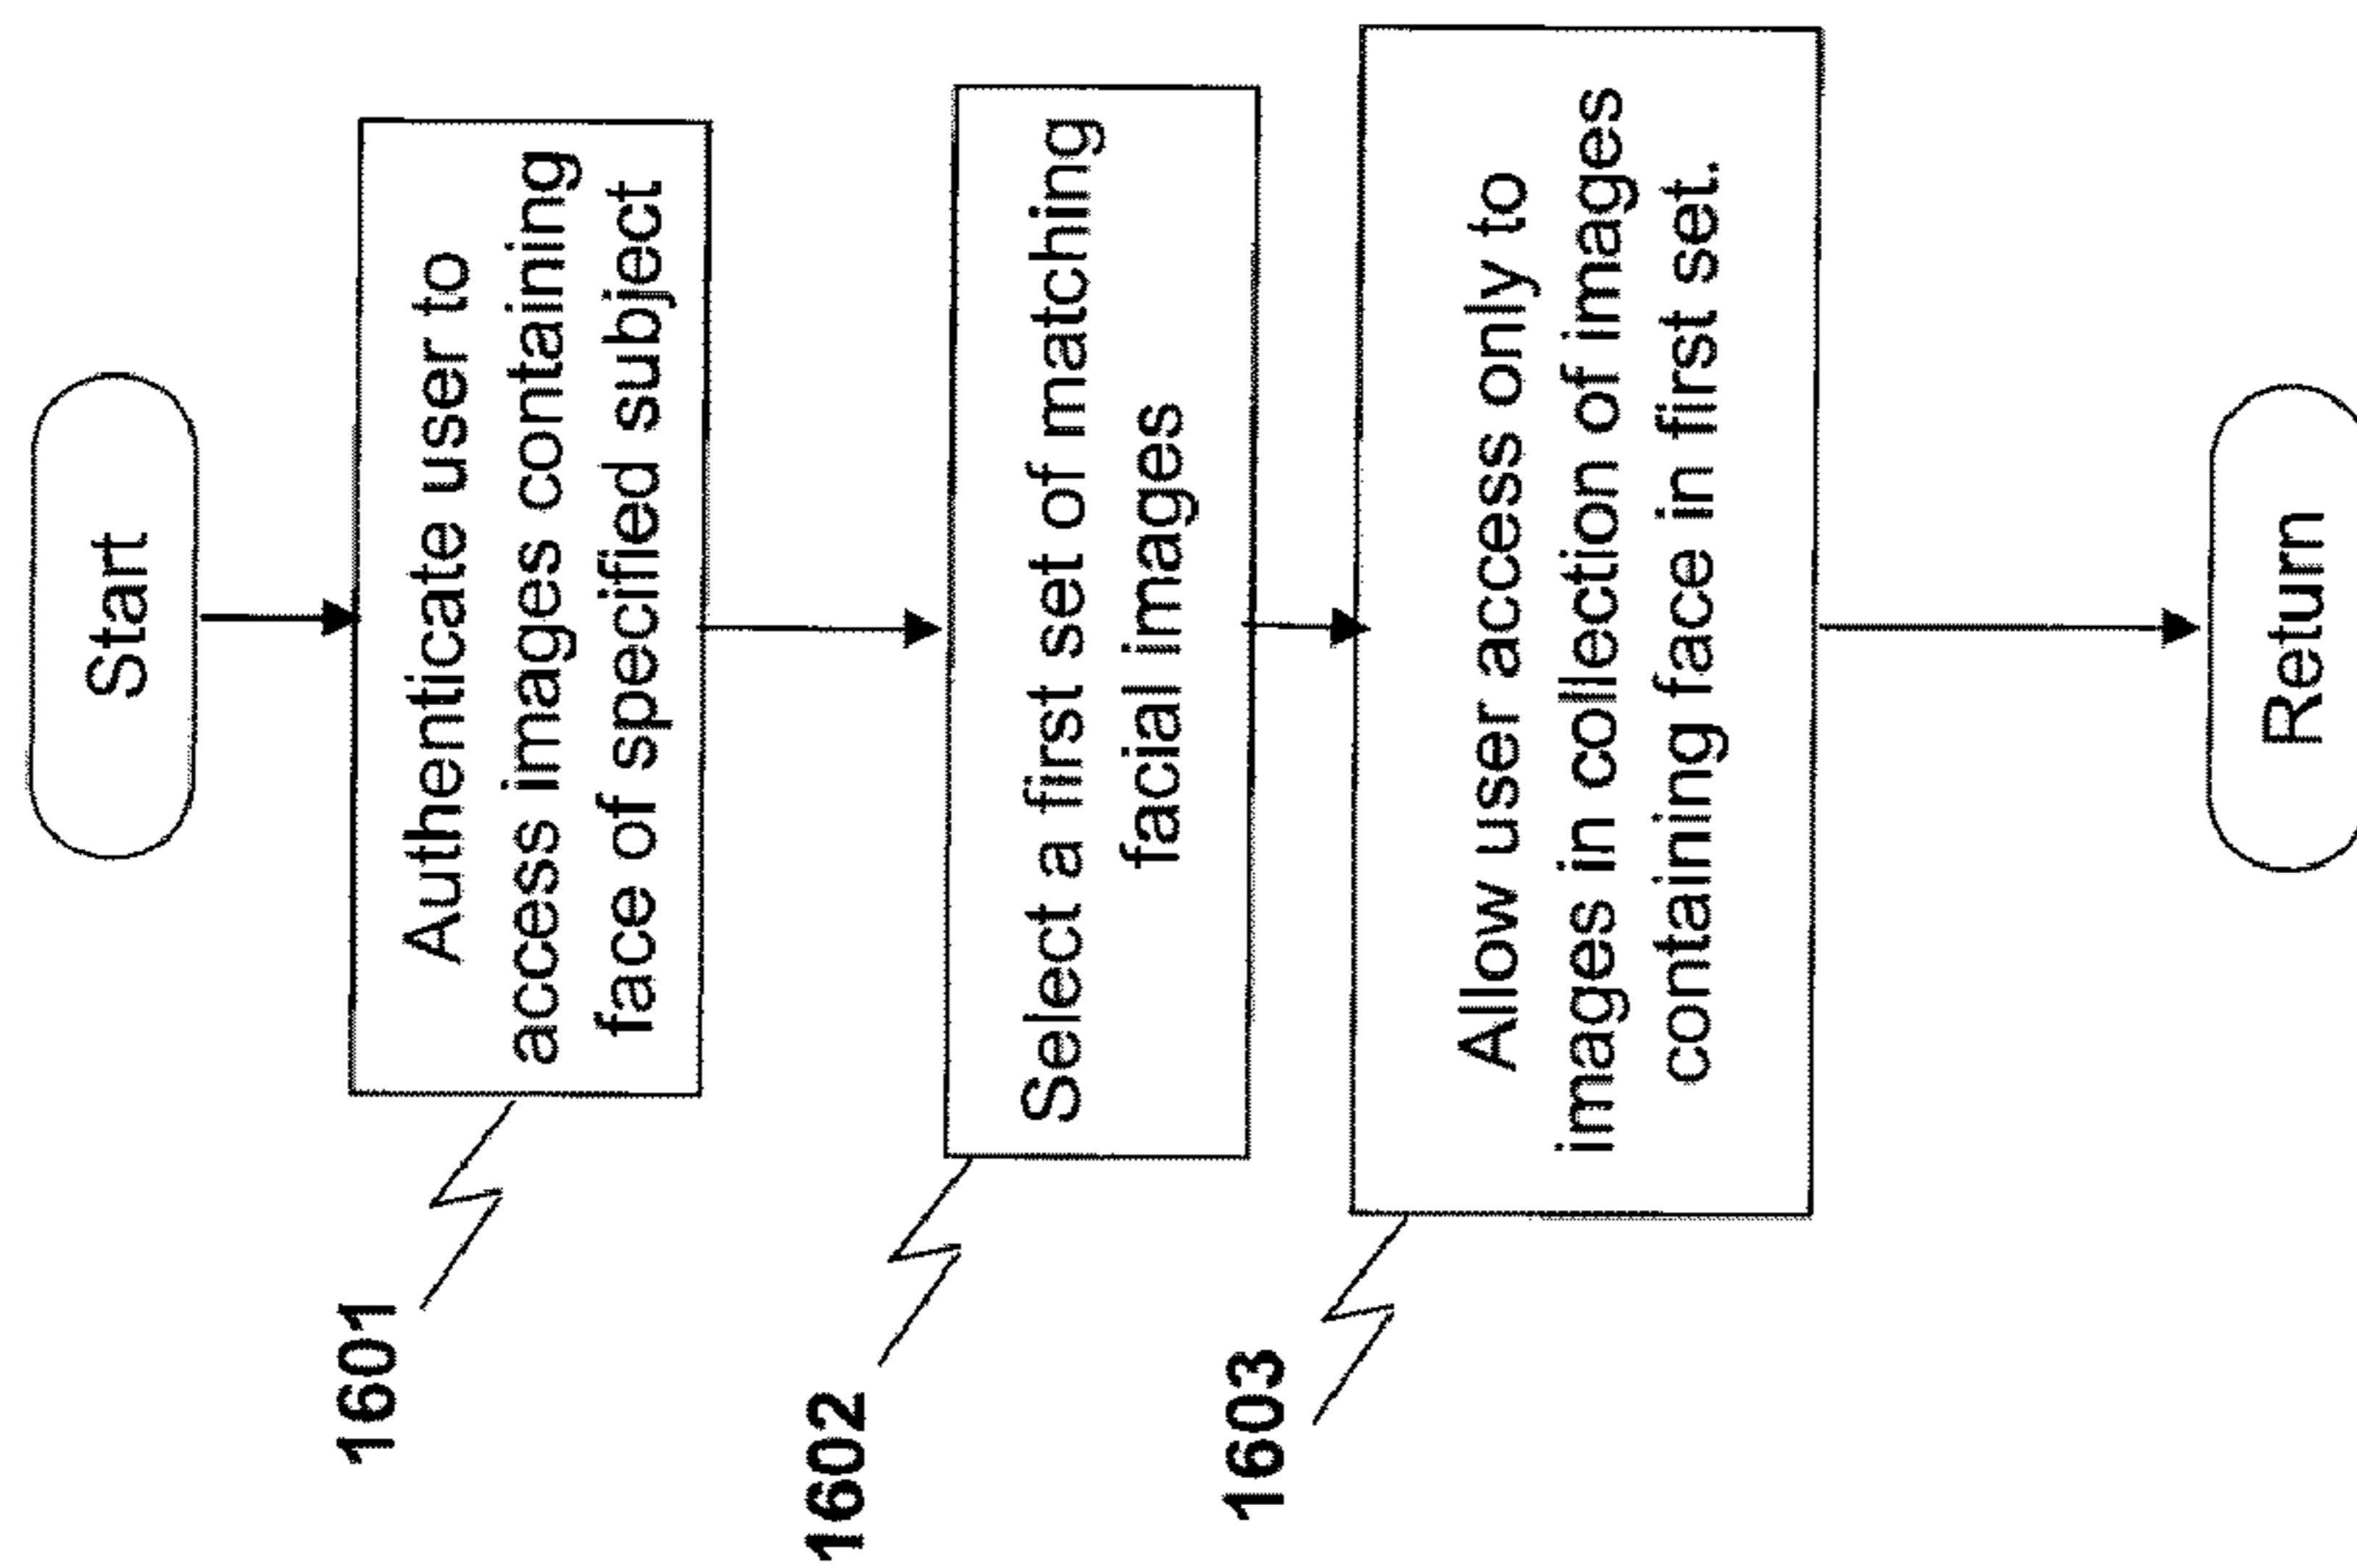 Start
1601
Authenticate user to
access images containing
face of specified subject
1602
Select a first set of matching
facial images
1603
Allow user access only to
images in collection of images
containing face in first set.
Return